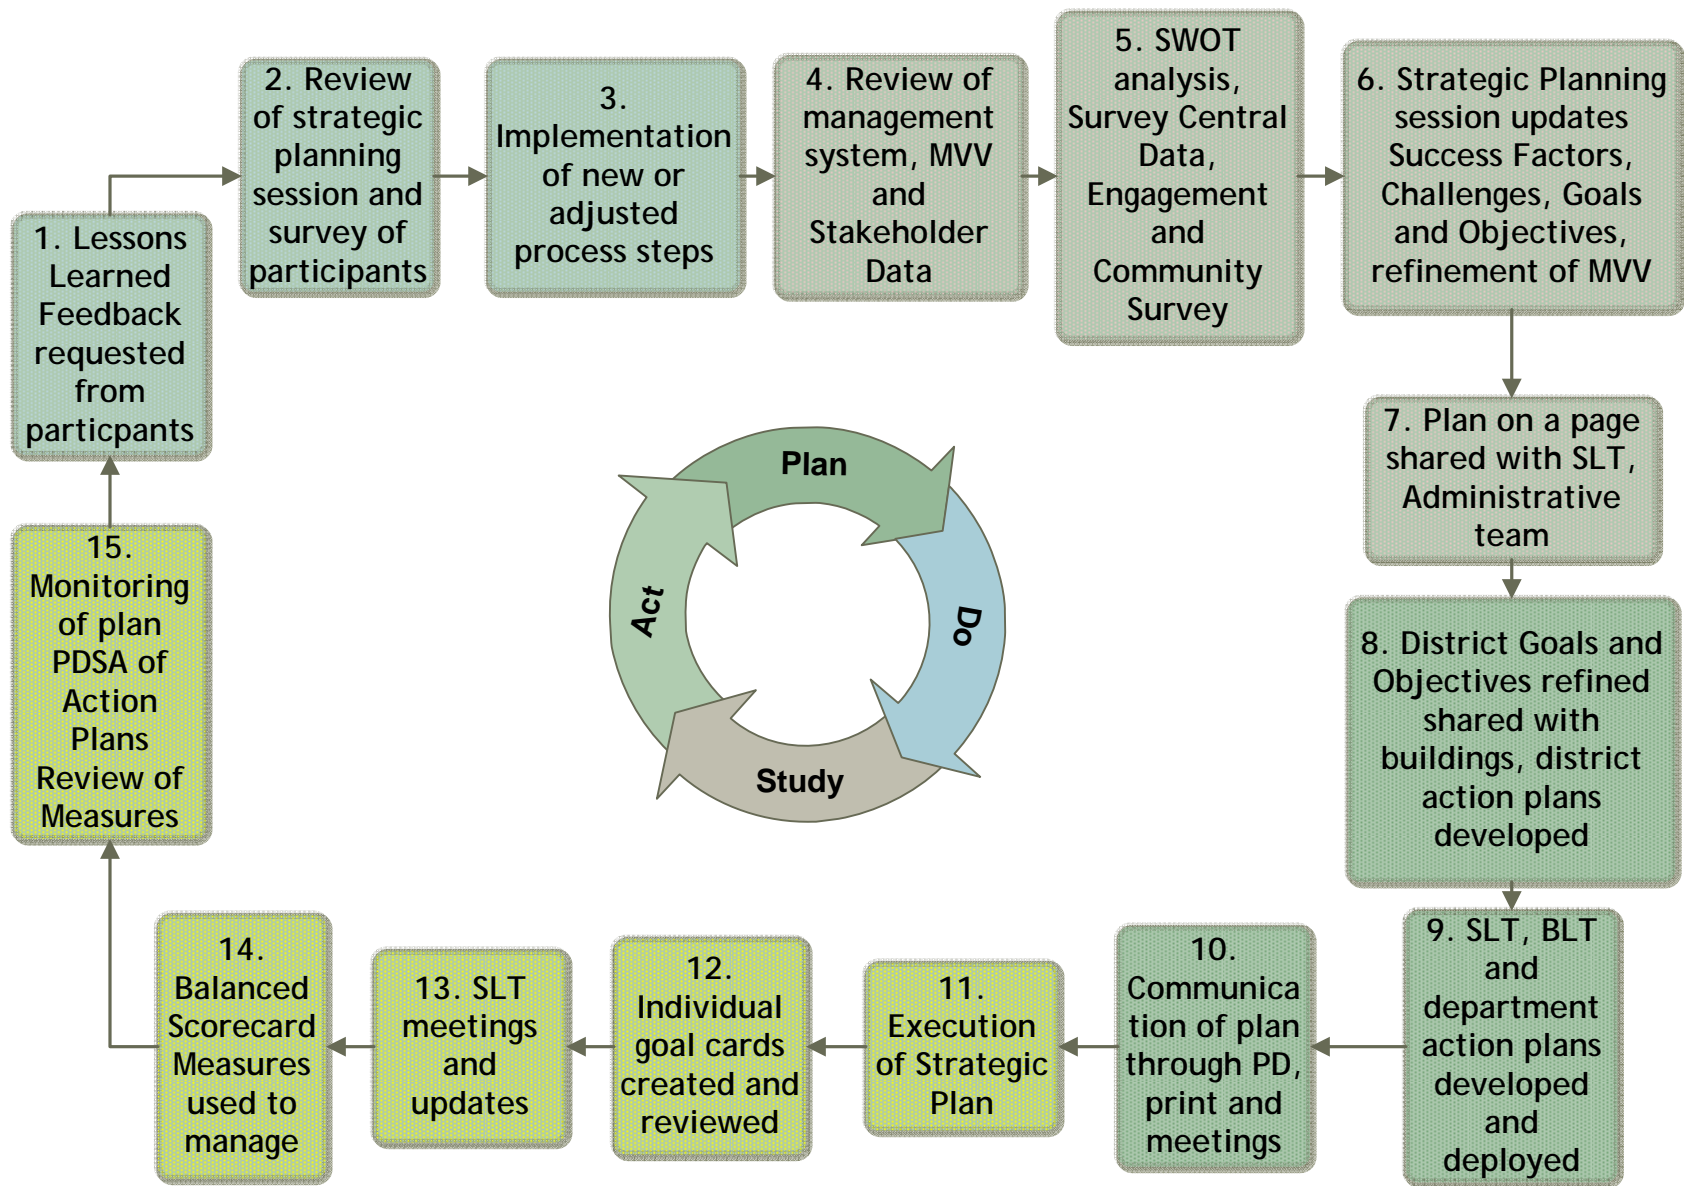 1. Lessons
Learned
Feedback
requested
from
particpants
2. Review
of strategic
planning
session and
survey of
participants
3.
Implementation
of new or
adjusted
process steps
4. Review of
management
system, MVV
and
Stakeholder
Data
5. SWOT
analysis,
Survey Central
Data,
Engagement
and
Community
Survey
6. Strategic Planning
session updates
Success Factors,
Challenges, Goals
and Objectives,
refinement of MVV
7. Plan on a page
shared with SLT,
Administrative
team
8. District Goals and
Objectives refined
shared with
buildings, district
action plans
developed
9. SLT, BLT
and
department
action plans
developed
and
deployed
10.
Communica
tion of plan
through PD,
print and
meetings
11.
Execution
of Strategic
Plan
12.
Individual
goal cards
created and
reviewed
13. SLT
meetings
and
updates
14.
Balanced
Scorecard
Measures
used to
manage
15.
Monitoring
of plan
PDSA of
Action
Plans
Review of
Measures
Plan
Do
Study
Act